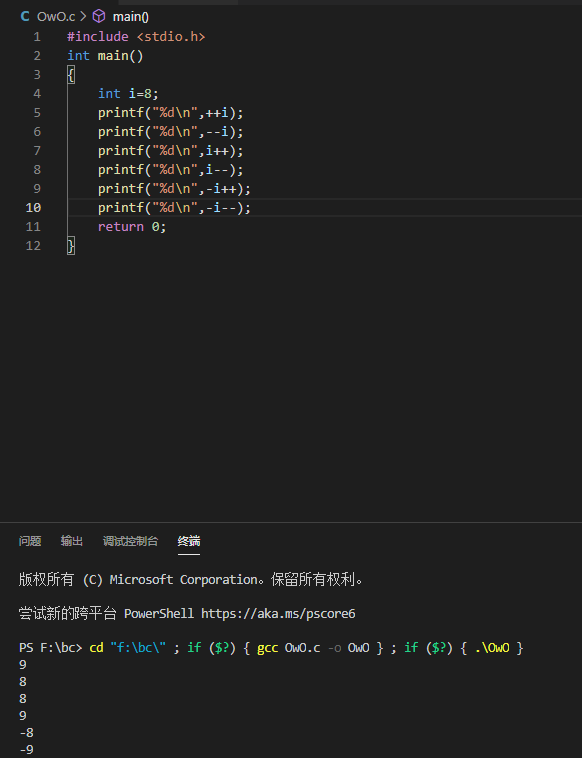 OwO.c > main()
1 #include <stdio.h>
2 int main()
3 {
4 int i=8;
5 printf("%d\n",++i);
6 printf("%d\n",--i);
7 printf("%d\n",i++);
8 printf("%d\n",i--);
9 printf("%d\n",-i++);
10 printf("%d\n",-i--);
11 return 0;
12 }
问题 输出 调试控制台 终端
版权所有 (C) Microsoft Corporation。保留所有权利。
尝试新的跨平台 PowerShell https://aka.ms/pscore6
PS F:\bc> cd "f:\bc\" ; if ($?) { gcc OwO.c -o OwO } ; if ($?) { .\OwO }
9
8
8
9
-8
-9